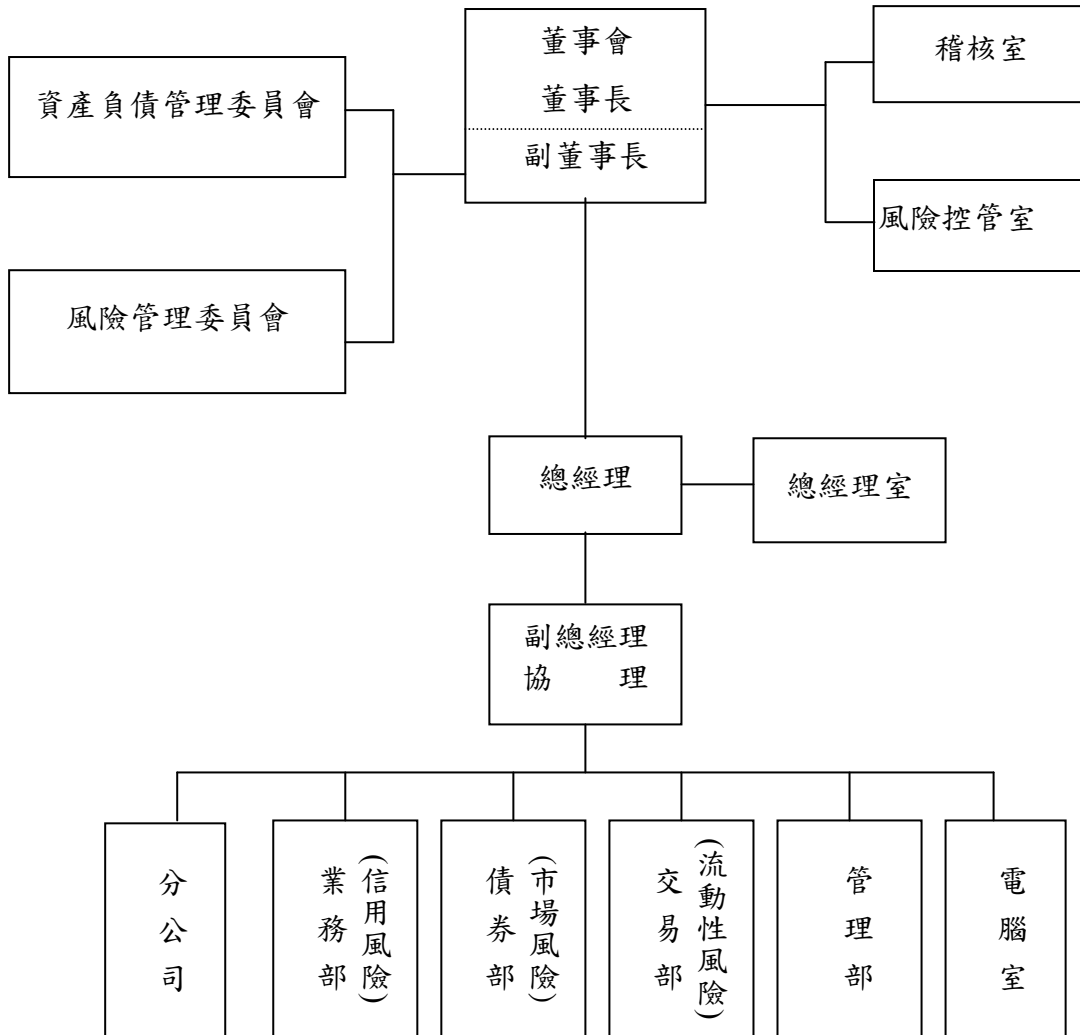 董事會
董事長
副董事長
稽核室
資產負債管理委員會
風險控管室
風險管理委員會
總經理
總經理室
副總經理
協 理
分公司
業務部
(信用風險)
債券部
(市場風險)
交易部
(流動性風險)
管理部
電腦室